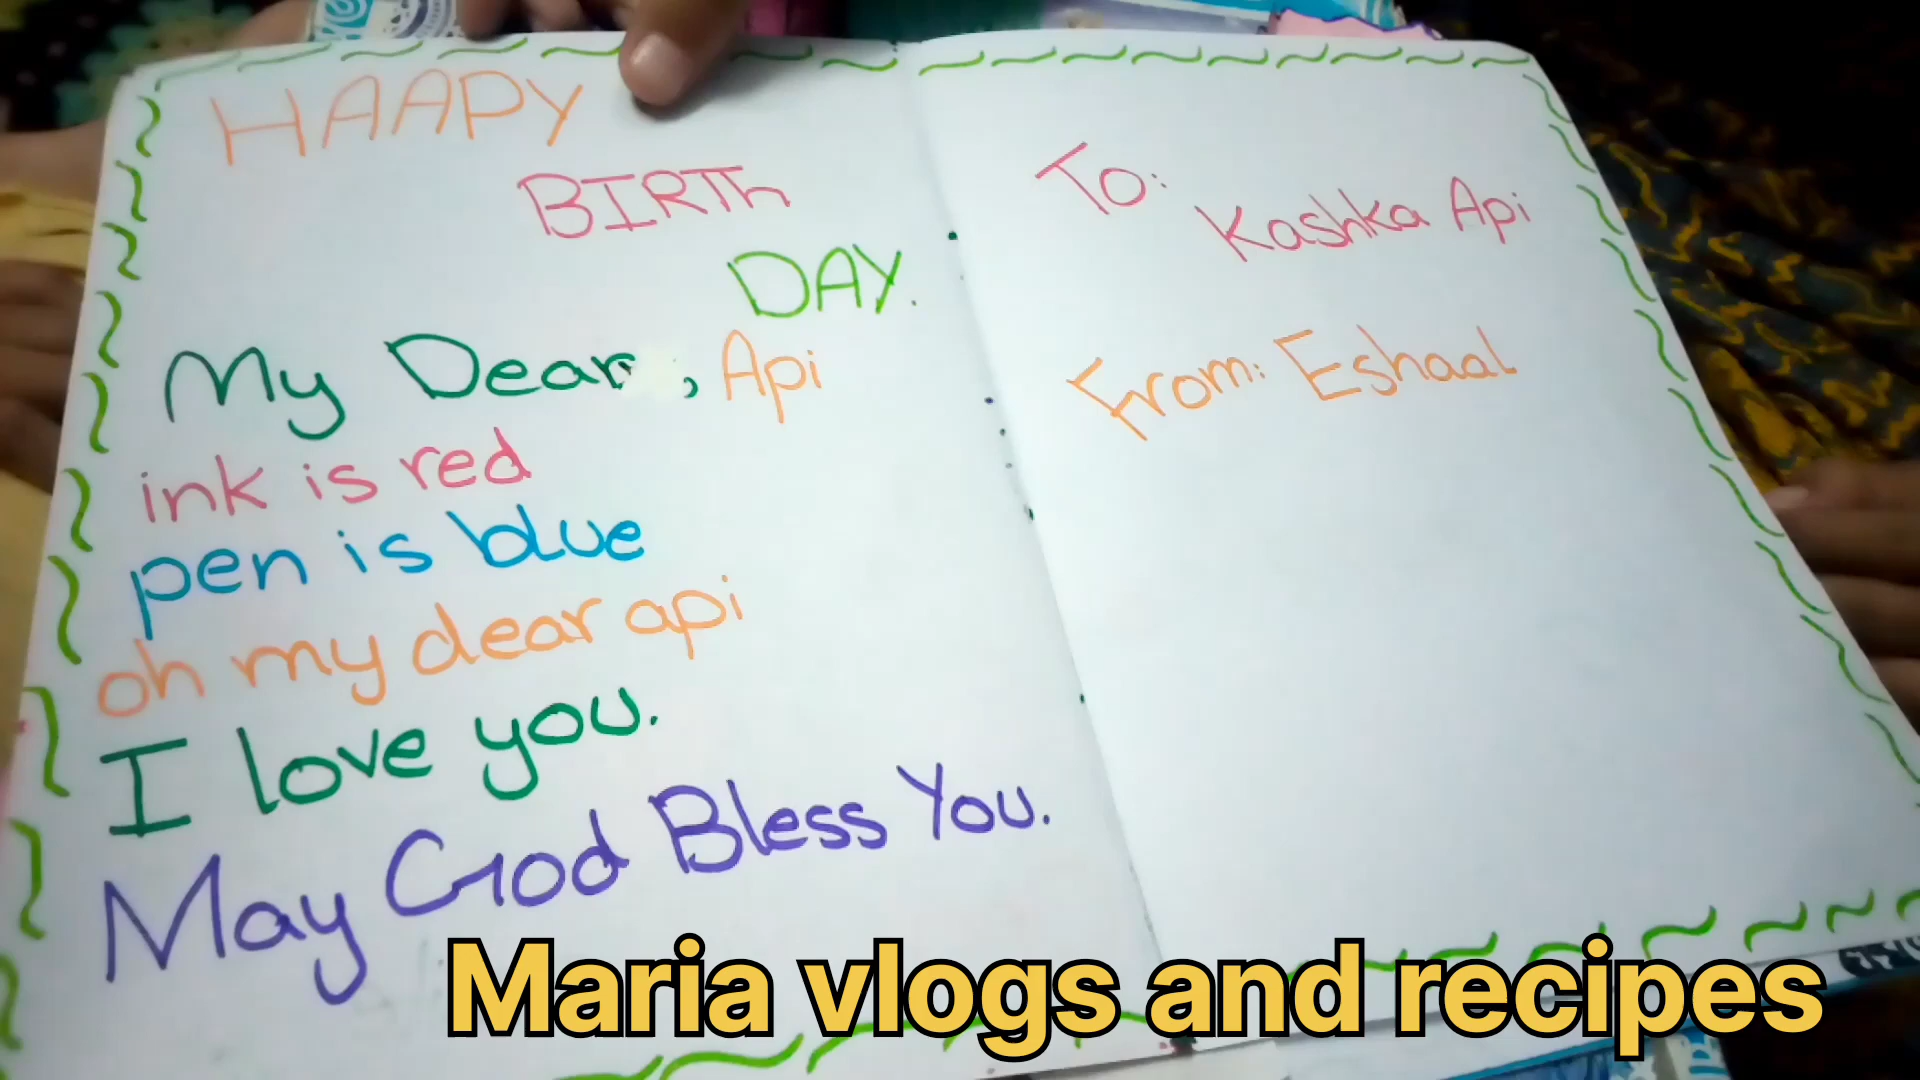 HAAPY
BIRTh
DAY.
My Dear, Api
ink is red
pen is blue
oh my dear api
I love you.
May God Bless You.
To:
Kashka Api
From: Eshaal
Maria vlogs and recipes